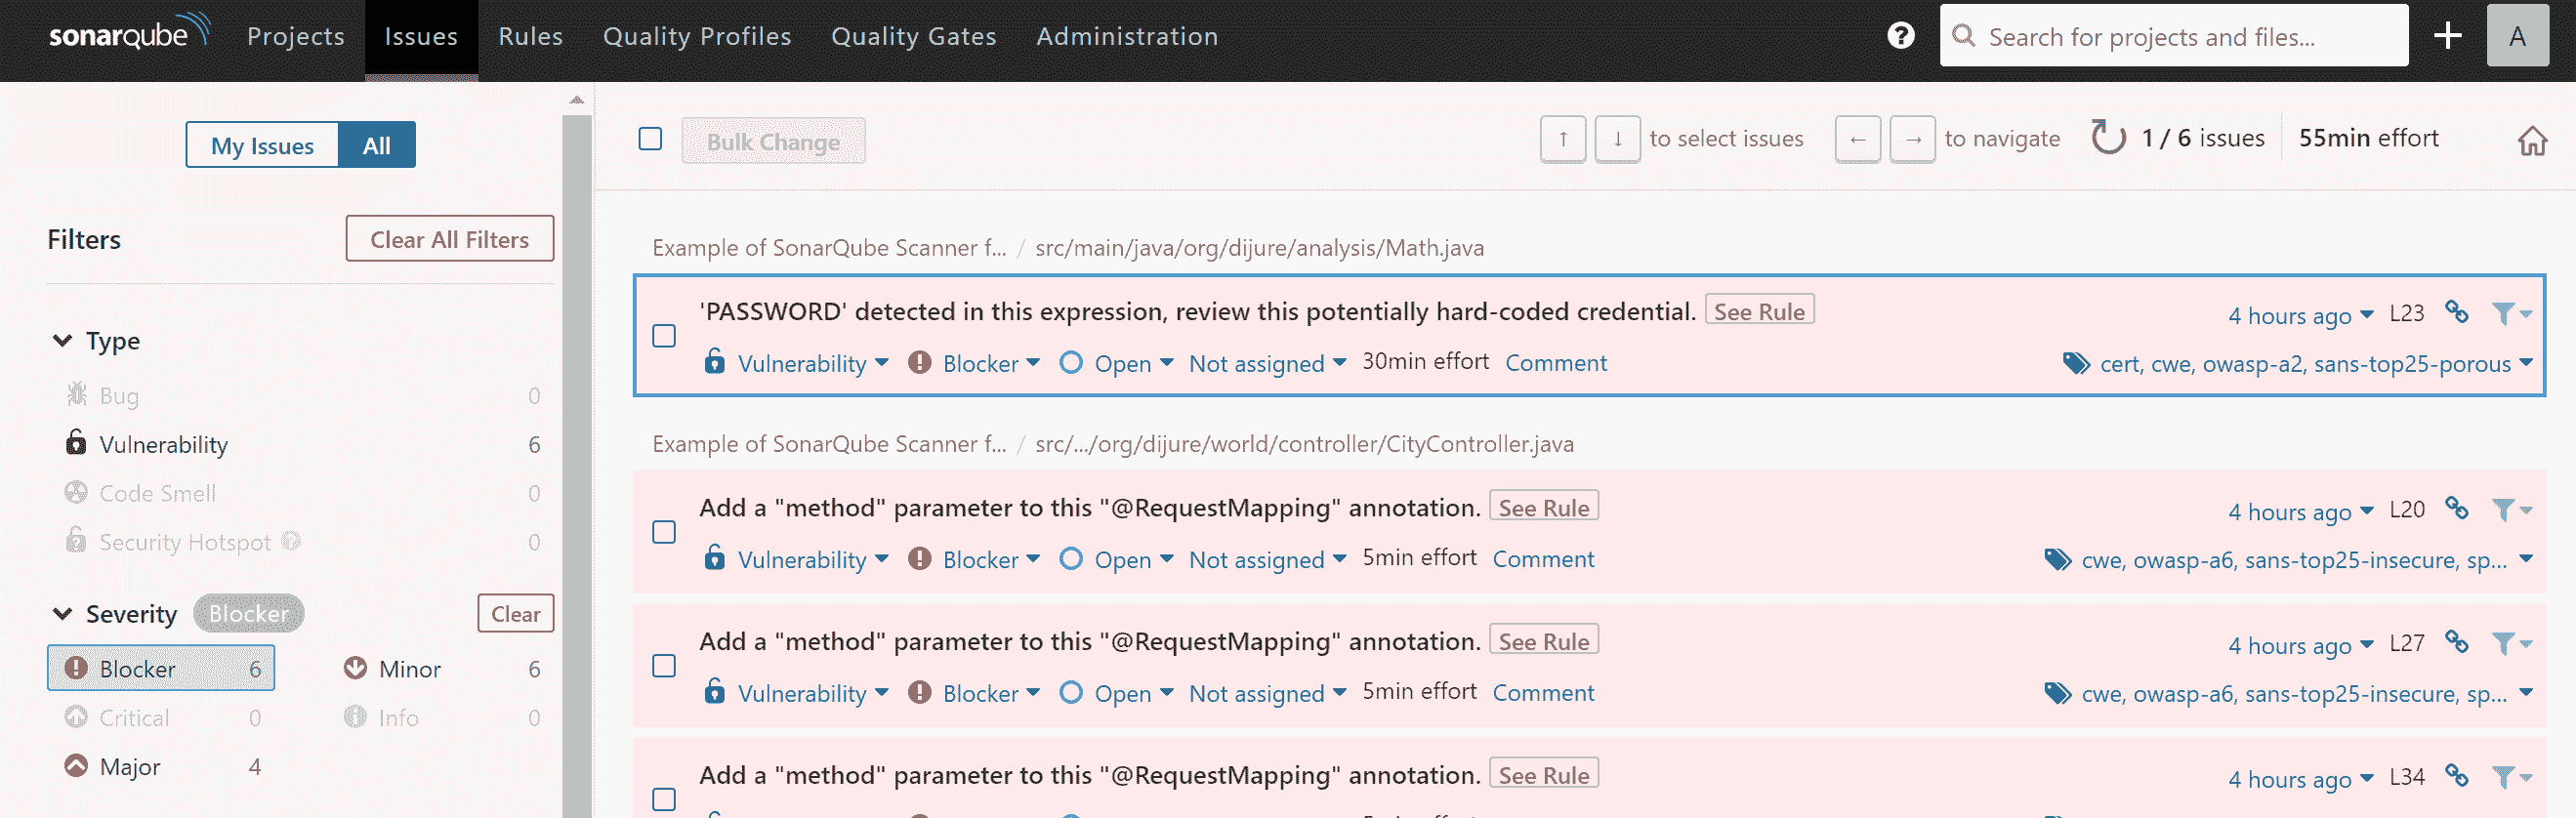 sonarqube Projects Issues Rules Quality Profiles Quality Gates Administration ? Search for projects and files... + A
My Issues All
Filters Clear All Filters
Type
Bug 0
Vulnerability 6
Code Smell 0
Security Hotspot ? 0
Severity Blocker Clear
Blocker 6 Minor 6
Critical 0 Info 0
Major 4
Bulk Change ↑ ↓ to select issues ← → to navigate 1 / 6 issues 55min effort
Example of SonarQube Scanner f... / src/main/java/org/dijure/analysis/Math.java
'PASSWORD' detected in this expression, review this potentially hard-coded credential. See Rule 4 hours ago L23
Vulnerability Blocker Open Not assigned 30min effort Comment cert, cwe, owasp-a2, sans-top25-porous
Example of SonarQube Scanner f... / src/.../org/dijure/world/controller/CityController.java
Add a "method" parameter to this "@RequestMapping" annotation. See Rule 4 hours ago L20
Vulnerability Blocker Open Not assigned 5min effort Comment cwe, owasp-a6, sans-top25-insecure, sp...
Add a "method" parameter to this "@RequestMapping" annotation. See Rule 4 hours ago L27
Vulnerability Blocker Open Not assigned 5min effort Comment cwe, owasp-a6, sans-top25-insecure, sp...
Add a "method" parameter to this "@RequestMapping" annotation. See Rule 4 hours ago L34